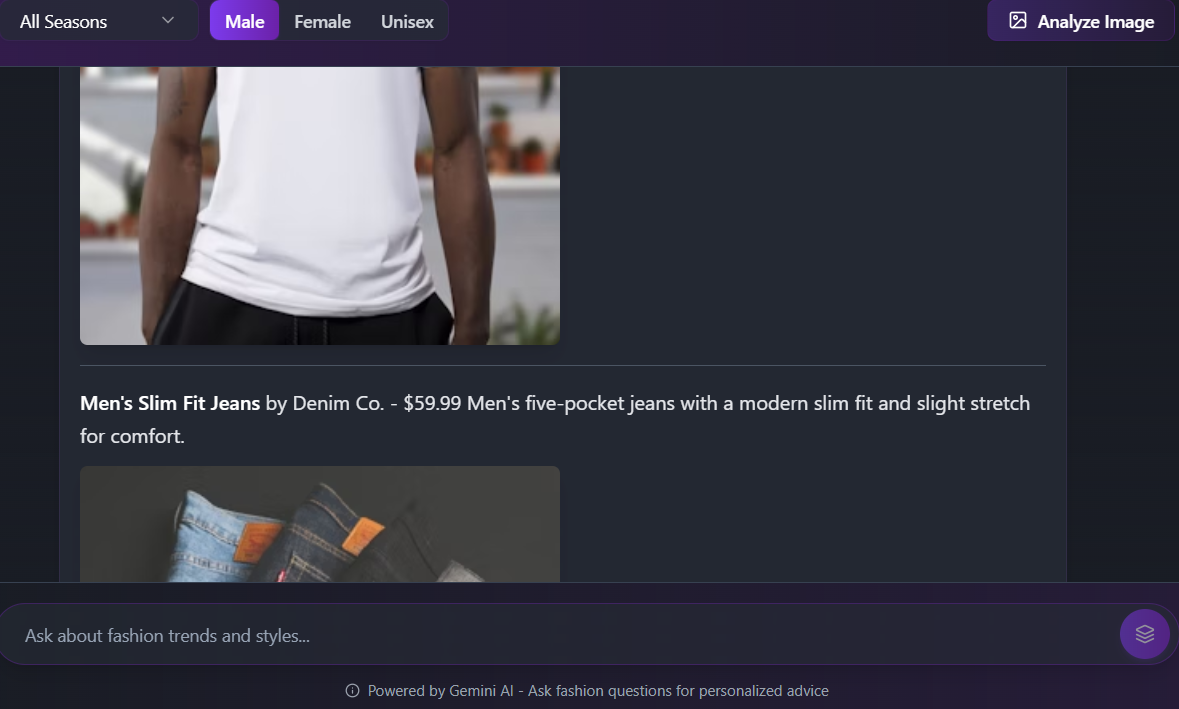 All Seasons
Male
Female
Unisex
Analyze Image
Men's Slim Fit Jeans by Denim Co. - $59.99 Men's five-pocket jeans with a modern slim fit and slight stretch
for comfort.
Ask about fashion trends and styles...
Powered by Gemini AI - Ask fashion questions for personalized advice